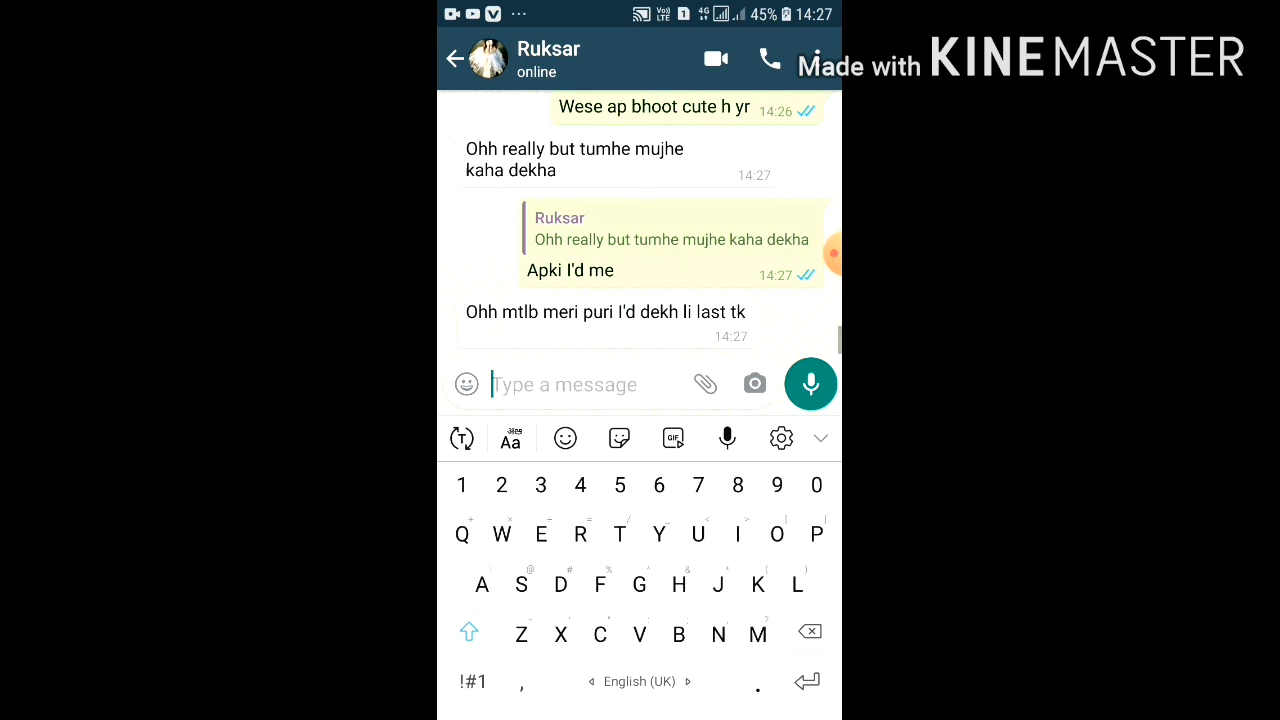 45% 14:27
Ruksar
online
Made with KINEMASTER
Wese ap bhoot cute h yr 14:26
Ohh really but tumhe mujhe
kaha dekha 14:27
Ruksar
Ohh really but tumhe mujhe kaha dekha
Apki I'd me 14:27
Ohh mtlb meri puri I'd dekh li last tk
14:27
Type a message
Aa
GIF
1 2 3 4 5 6 7 8 9 0
Q W E R T Y U I O P
A S D F G H J K L
Z X C V B N M
!#1 , English (UK) .